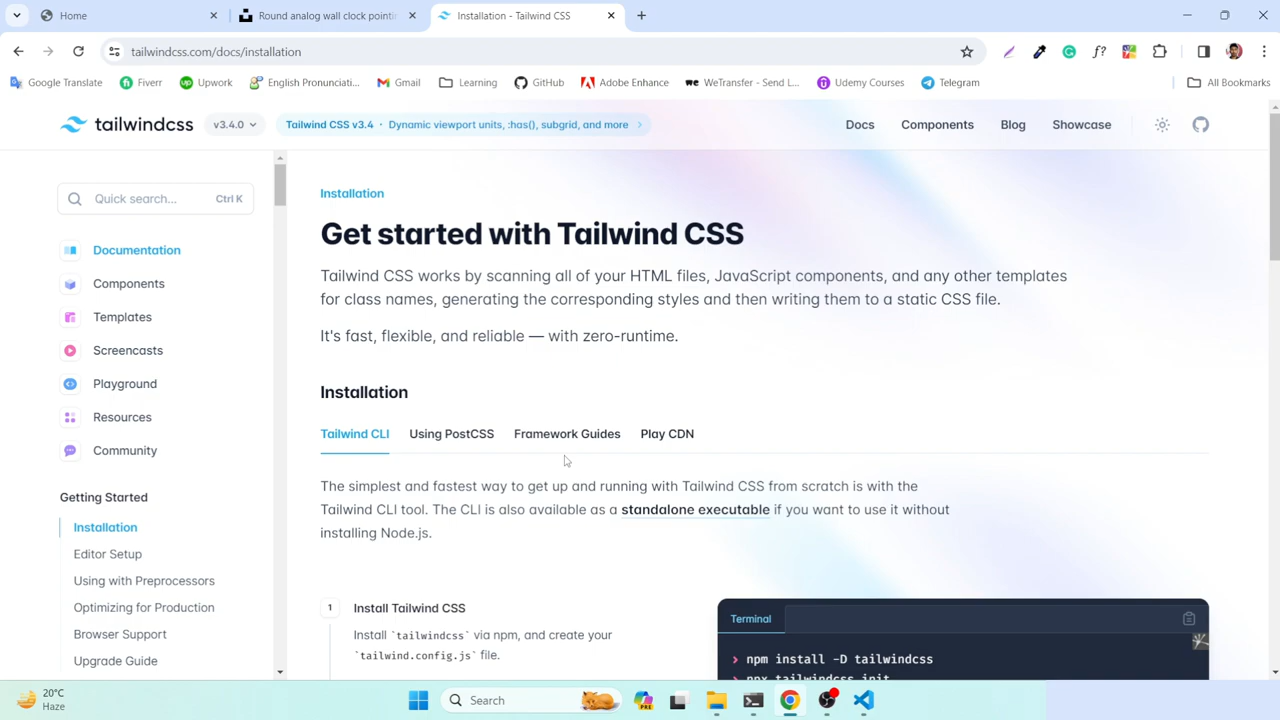 Home
Round analog wall clock pointin
Installation - Tailwind CSS
tailwindcss.com/docs/installation
Google Translate
Fiverr
Upwork
English Pronunciati...
Gmail
Learning
GitHub
Adobe Enhance
WeTransfer - Send L...
Udemy Courses
Telegram
All Bookmarks
tailwindcss
v3.4.0
Tailwind CSS v3.4 Dynamic viewport units, :has(), subgrid, and more
Docs
Components
Blog
Showcase
Quick search...
Ctrl K
Documentation
Components
Templates
Screencasts
Playground
Resources
Community
Getting Started
Installation
Editor Setup
Using with Preprocessors
Optimizing for Production
Browser Support
Upgrade Guide
Installation
Get started with Tailwind CSS
Tailwind CSS works by scanning all of your HTML files, JavaScript components, and any other templates
for class names, generating the corresponding styles and then writing them to a static CSS file.
It's fast, flexible, and reliable — with zero-runtime.
Installation
Tailwind CLI
Using PostCSS
Framework Guides
Play CDN
The simplest and fastest way to get up and running with Tailwind CSS from scratch is with the
Tailwind CLI tool. The CLI is also available as a standalone executable if you want to use it without
installing Node.js.
1
Install Tailwind CSS
Install `tailwindcss` via npm, and create your
`tailwind.config.js` file.
Terminal
> npm install -D tailwindcss
> npx tailwindcss init
20°C
Haze
Search